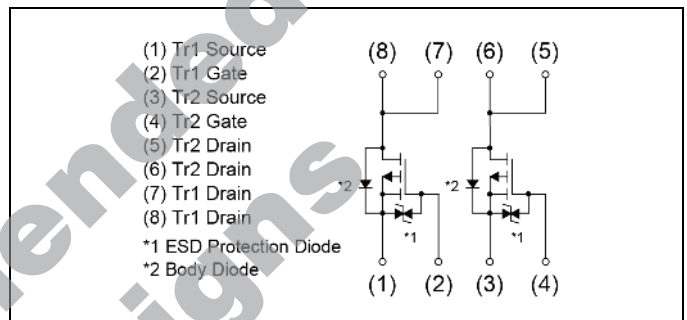 (1) Tr1 Source
(2) Tr1 Gate
(3) Tr2 Source
(4) Tr2 Gate
(5) Tr2 Drain
(6) Tr2 Drain
(7) Tr1 Drain
(8) Tr1 Drain
*1 ESD Protection Diode
*2 Body Diode
(8) (7) (6) (5)
*2 *2
*1 *1
(1) (2) (3) (4)
ended
igns